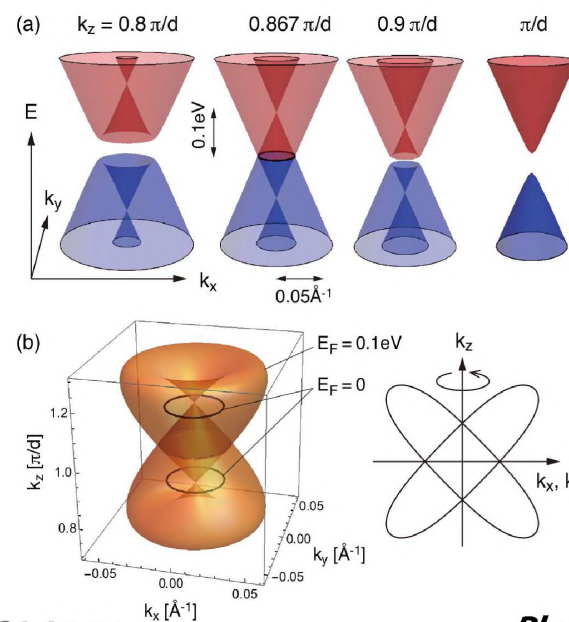 (a) k_z = 0.8 π/d 0.867π/d 0.9 π/d π/d
E
0.1eV
k_y
k_x
0.05Å⁻¹
(b)
E_F = 0.1eV
E_F = 0
k_z
1.2
1.0
0.8
k_z [π/d]
k_x, k
0.05
0.00
−0.05
k_y [Å⁻¹]
−0.05 0.00 0.05
k_x [Å⁻¹]